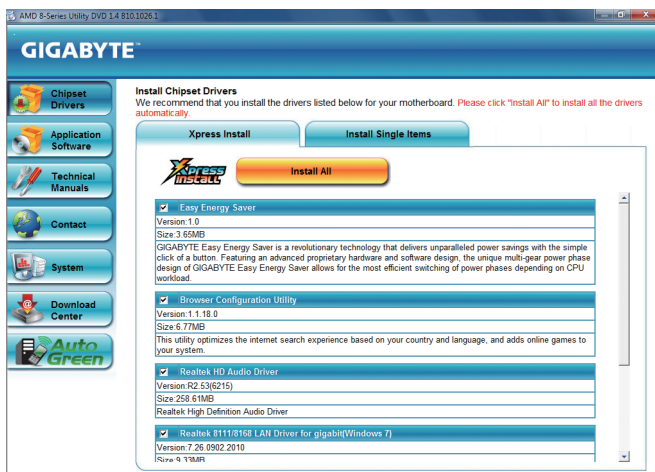 AMD 8-Series Utility DVD 1.4 B10.1026.1
GIGABYTE™
Chipset
Drivers
Application
Software
Technical
Manuals
Contact
System
Download
Center
Auto
Green
Install Chipset Drivers
We recommend that you install the drivers listed below for your motherboard. Please click "Install All" to install all the drivers
automatically.
Xpress Install
Install Single Items
Xpress
Install
Install All
Easy Energy Saver
Version:1.0
Size:3.65MB
GIGABYTE Easy Energy Saver is a revolutionary technology that delivers unparalleled power savings with the simple
click of a button. Featuring an advanced proprietary hardware and software design, the unique multi-gear power phase
design of GIGABYTE Easy Energy Saver allows for the most efficient switching of power phases depending on CPU
workload.
Browser Configuration Utility
Version:1.1.18.0
Size:6.77MB
This utility optimizes the internet search experience based on your country and language, and adds online games to
your system.
Realtek HD Audio Driver
Version:R2.53(6215)
Size:258.61MB
Realtek High Definition Audio Driver
Realtek 8111/8168 LAN Driver for gigabit(Windows 7)
Version:7.26.0902.2010
Size:9.33MB